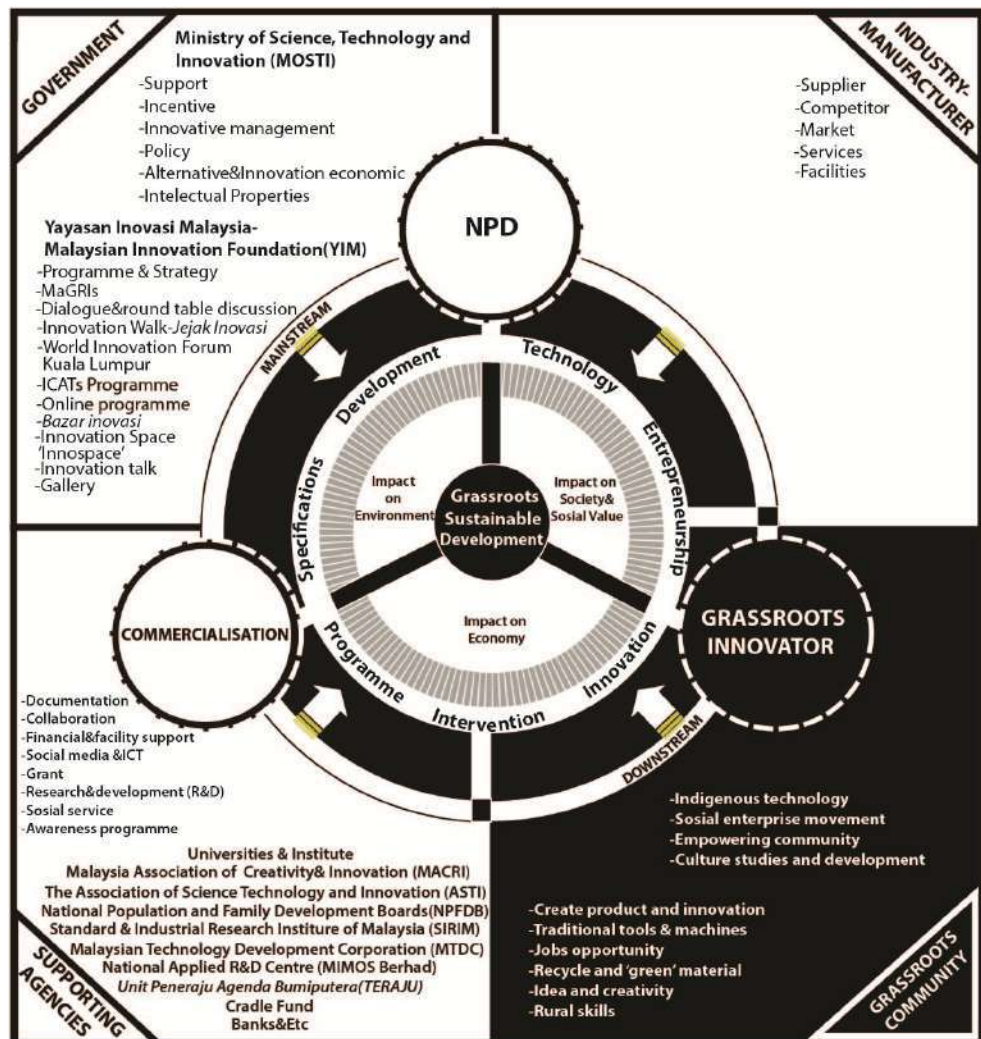 GOVERNMENT
Ministry of Science, Technology and
Innovation (MOSTI)
-Support
-Incentive
-Innovative management
-Policy
-Alternative&Innovation economic
-Intelectual Properties
Yayasan Inovasi Malaysia-
Malaysian Innovation Foundation(YIM)
-Programme & Strategy
-MaGRIs
-Dialogue&round table discussion
-Innovation Walk-Jejak Inovasi
-World Innovation Forum
Kuala Lumpur
-ICATs Programme
-Online programme
-Bazar inovasi
-Innovation Space
'Innospace'
-Innovation talk
-Gallery
INDUSTRY-
MANUFACTURER
-Supplier
-Competitor
-Market
-Services
-Facilities
NPD
MAINSTREAM
Development
Technology
Specifications
Entrepreneurship
Impact
on
Environment
Impact on
Society&
Sosial Value
Grassroots
Sustainable
Development
Impact on
Economy
Programme
Intervention
Innovation
COMMERCIALISATION
GRASSROOTS
INNOVATOR
DOWNSTREAM
-Documentation
-Collaboration
-Financial&facility support
-Social media &ICT
-Grant
-Research&development (R&D)
-Sosial service
-Awareness programme
Universities & Institute
Malaysia Association of Creativity& Innovation (MACRI)
The Association of Science Technology and Innovation (ASTI)
National Population and Family Development Boards(NPFDB)
Standard & Industrial Research Institute of Malaysia (SIRIM)
Malaysian Technology Development Corporation (MTDC)
National Applied R&D Centre (MIMOS Berhad)
Unit Peneraju Agenda Bumiputera(TERAJU)
Cradle Fund
Banks&Etc
SUPPORTING
AGENCIES
-Indigenous technology
-Sosial enterprise movement
-Empowering community
-Culture studies and development
-Create product and innovation
-Traditional tools & machines
-Jobs opportunity
-Recycle and 'green' material
-Idea and creativity
-Rural skills
GRASSROOTS
COMMUNITY